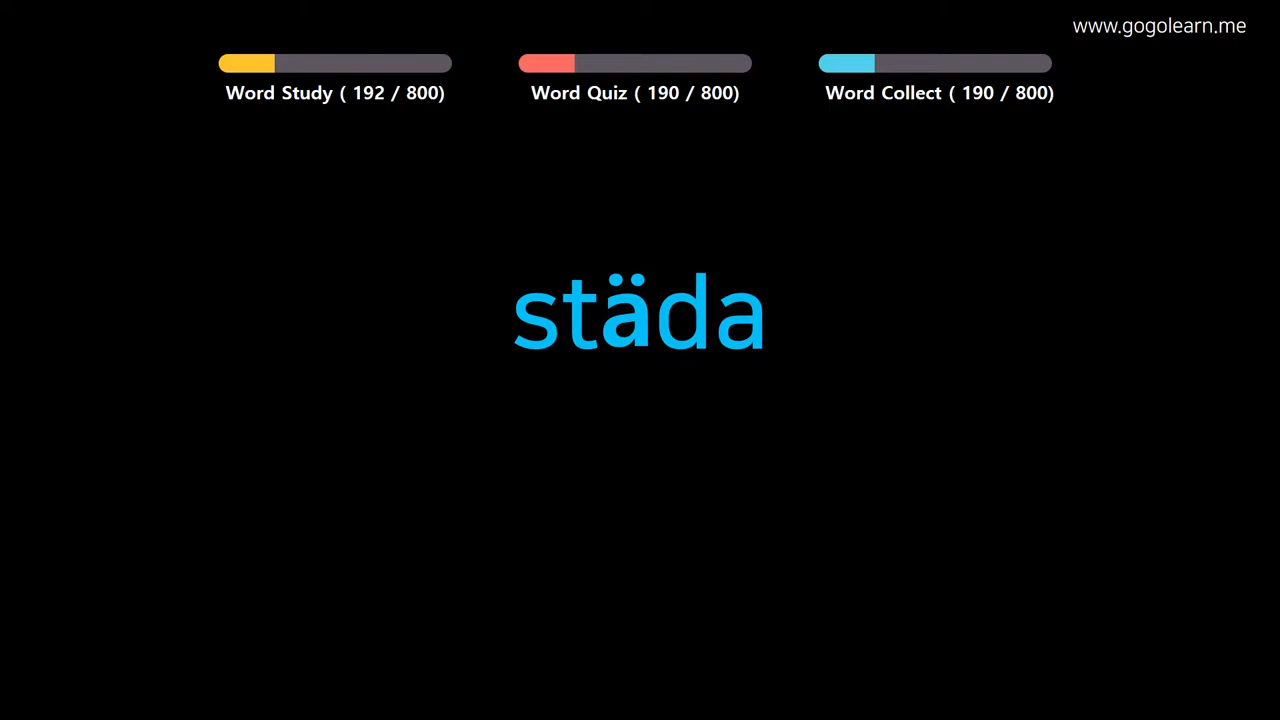 www.gogolearn.me
Word Study ( 192 / 800)
Word Quiz ( 190 / 800)
Word Collect ( 190 / 800)
städa